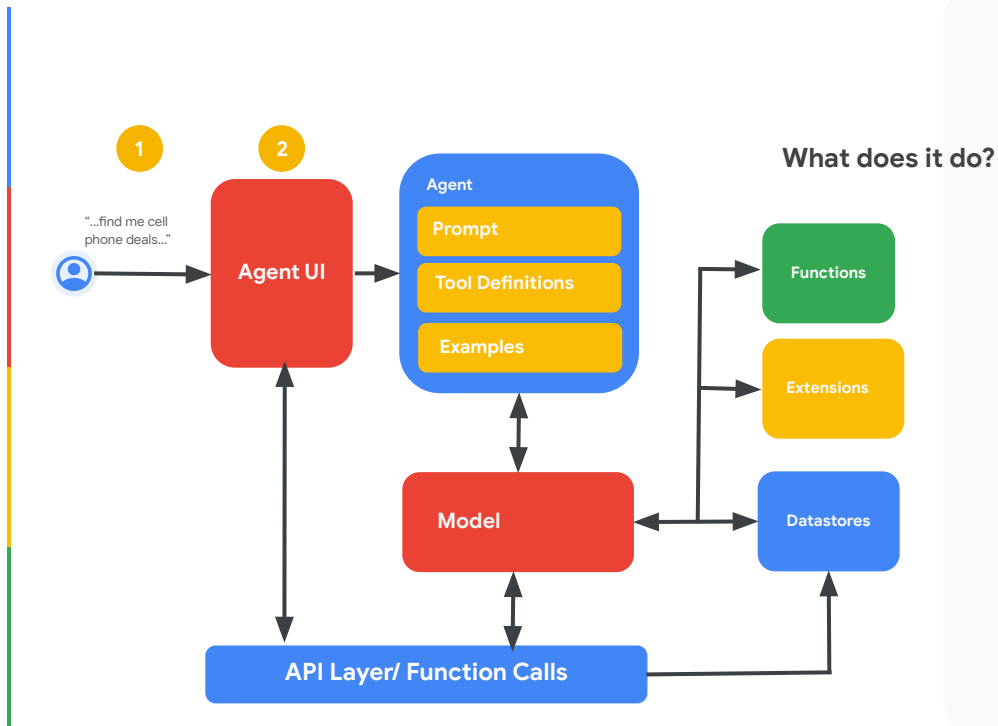 1
2
What does it do?
"...find me cell
phone deals..."
Agent UI
Agent
Prompt
Tool Definitions
Examples
Functions
Extensions
Model
Datastores
API Layer/ Function Calls